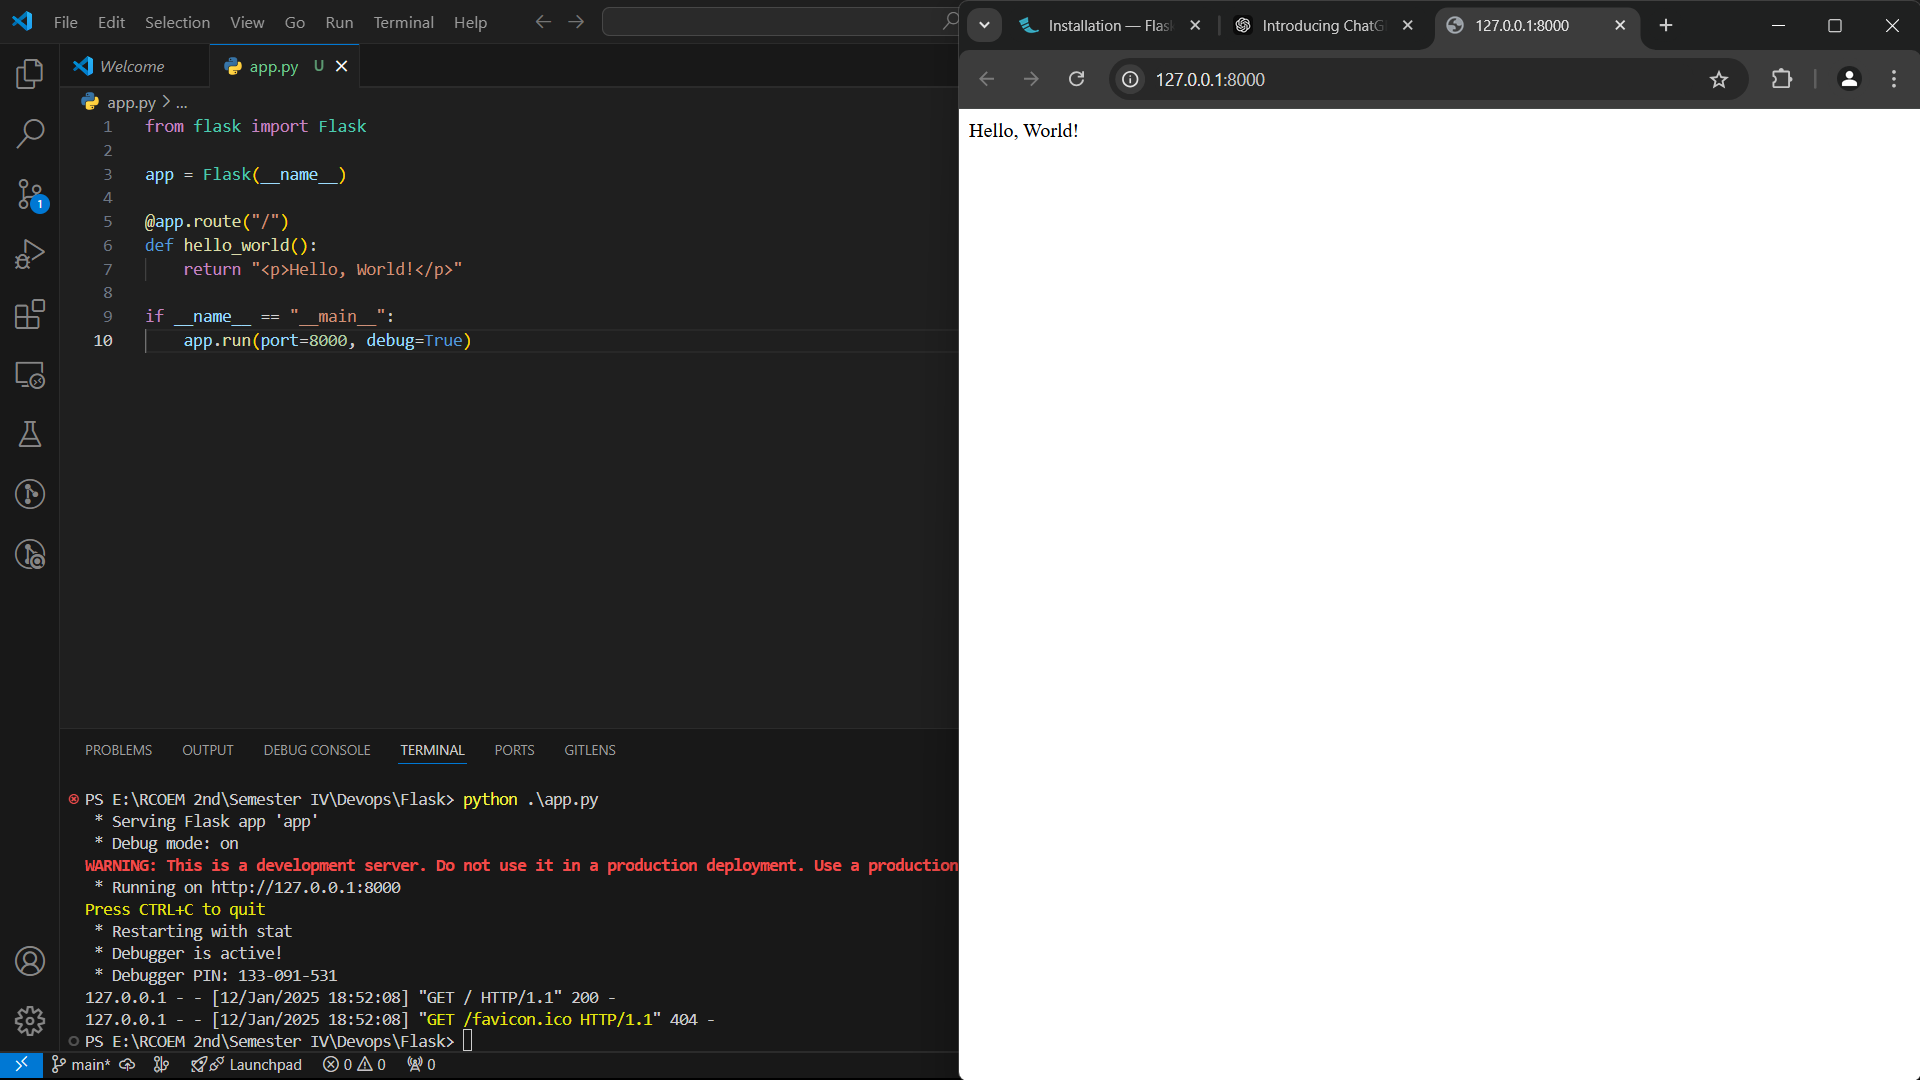 File Edit Selection View Go Run Terminal Help
Welcome
app.py U
app.py > ...
1 from flask import Flask
2
3 app = Flask(__name__)
4
5 @app.route("/")
6 def hello_world():
7 return "<p>Hello, World!</p>"
8
9 if __name__ == "__main__":
10 app.run(port=8000, debug=True)
1
PROBLEMS OUTPUT DEBUG CONSOLE TERMINAL PORTS GITLENS
PS E:\RCOEM 2nd\Semester IV\Devops\Flask> python .\app.py
* Serving Flask app 'app'
* Debug mode: on
WARNING: This is a development server. Do not use it in a production deployment. Use a production
* Running on http://127.0.0.1:8000
Press CTRL+C to quit
* Restarting with stat
* Debugger is active!
* Debugger PIN: 133-091-531
127.0.0.1 - - [12/Jan/2025 18:52:08] "GET / HTTP/1.1" 200 -
127.0.0.1 - - [12/Jan/2025 18:52:08] "GET /favicon.ico HTTP/1.1" 404 -
PS E:\RCOEM 2nd\Semester IV\Devops\Flask>
main* Launchpad 0 0 0
Installation — Flas
Introducing ChatG
127.0.0.1:8000
127.0.0.1:8000
Hello, World!